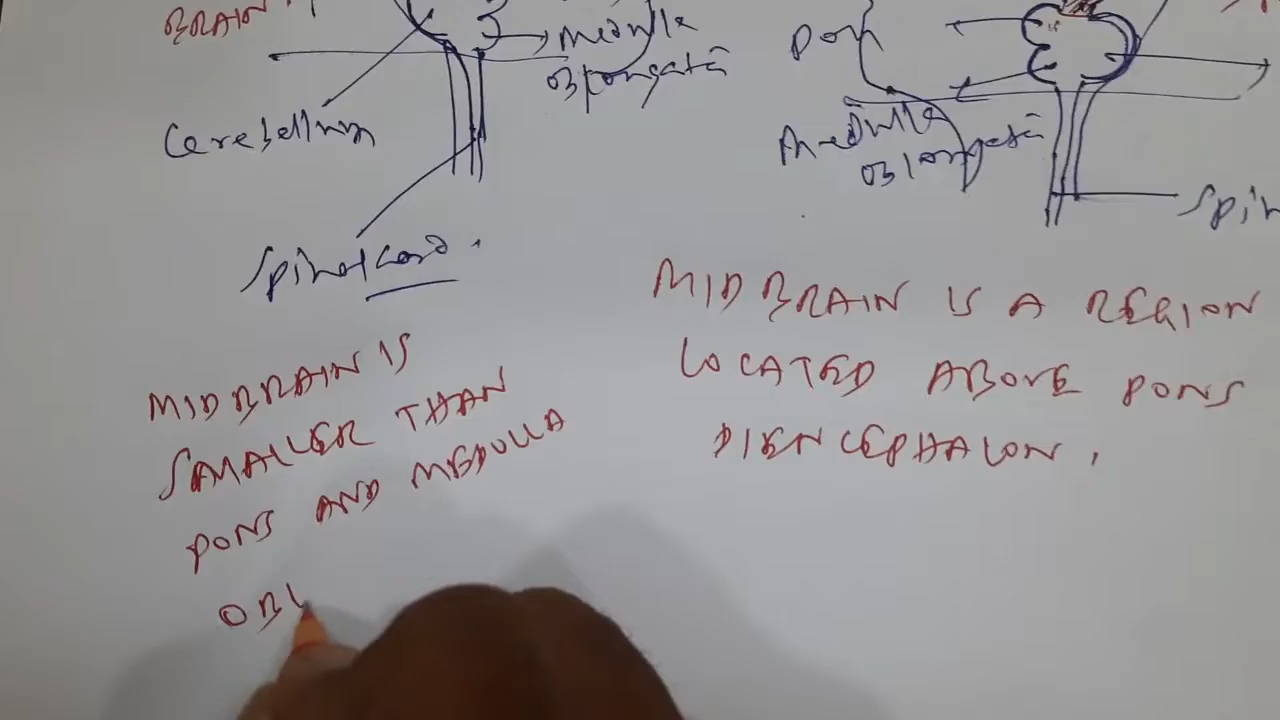 BRAIN
medulla
oblongata
Cerebellum
Spinal cord.
pon
medulla
oblongata
Spin
MIDBRAIN IS
SMALLER THAN
PONS AND MEDULLA
OBL
MIDBRAIN IS A REGION
LOCATED ABOVE PONS
DIENCEPHALON.